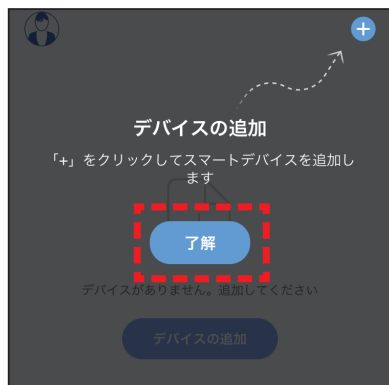 デバイスの追加
「+」をクリックしてスマートデバイスを追加し
ます
了解
デバイスがありません。追加してください
デバイスの追加